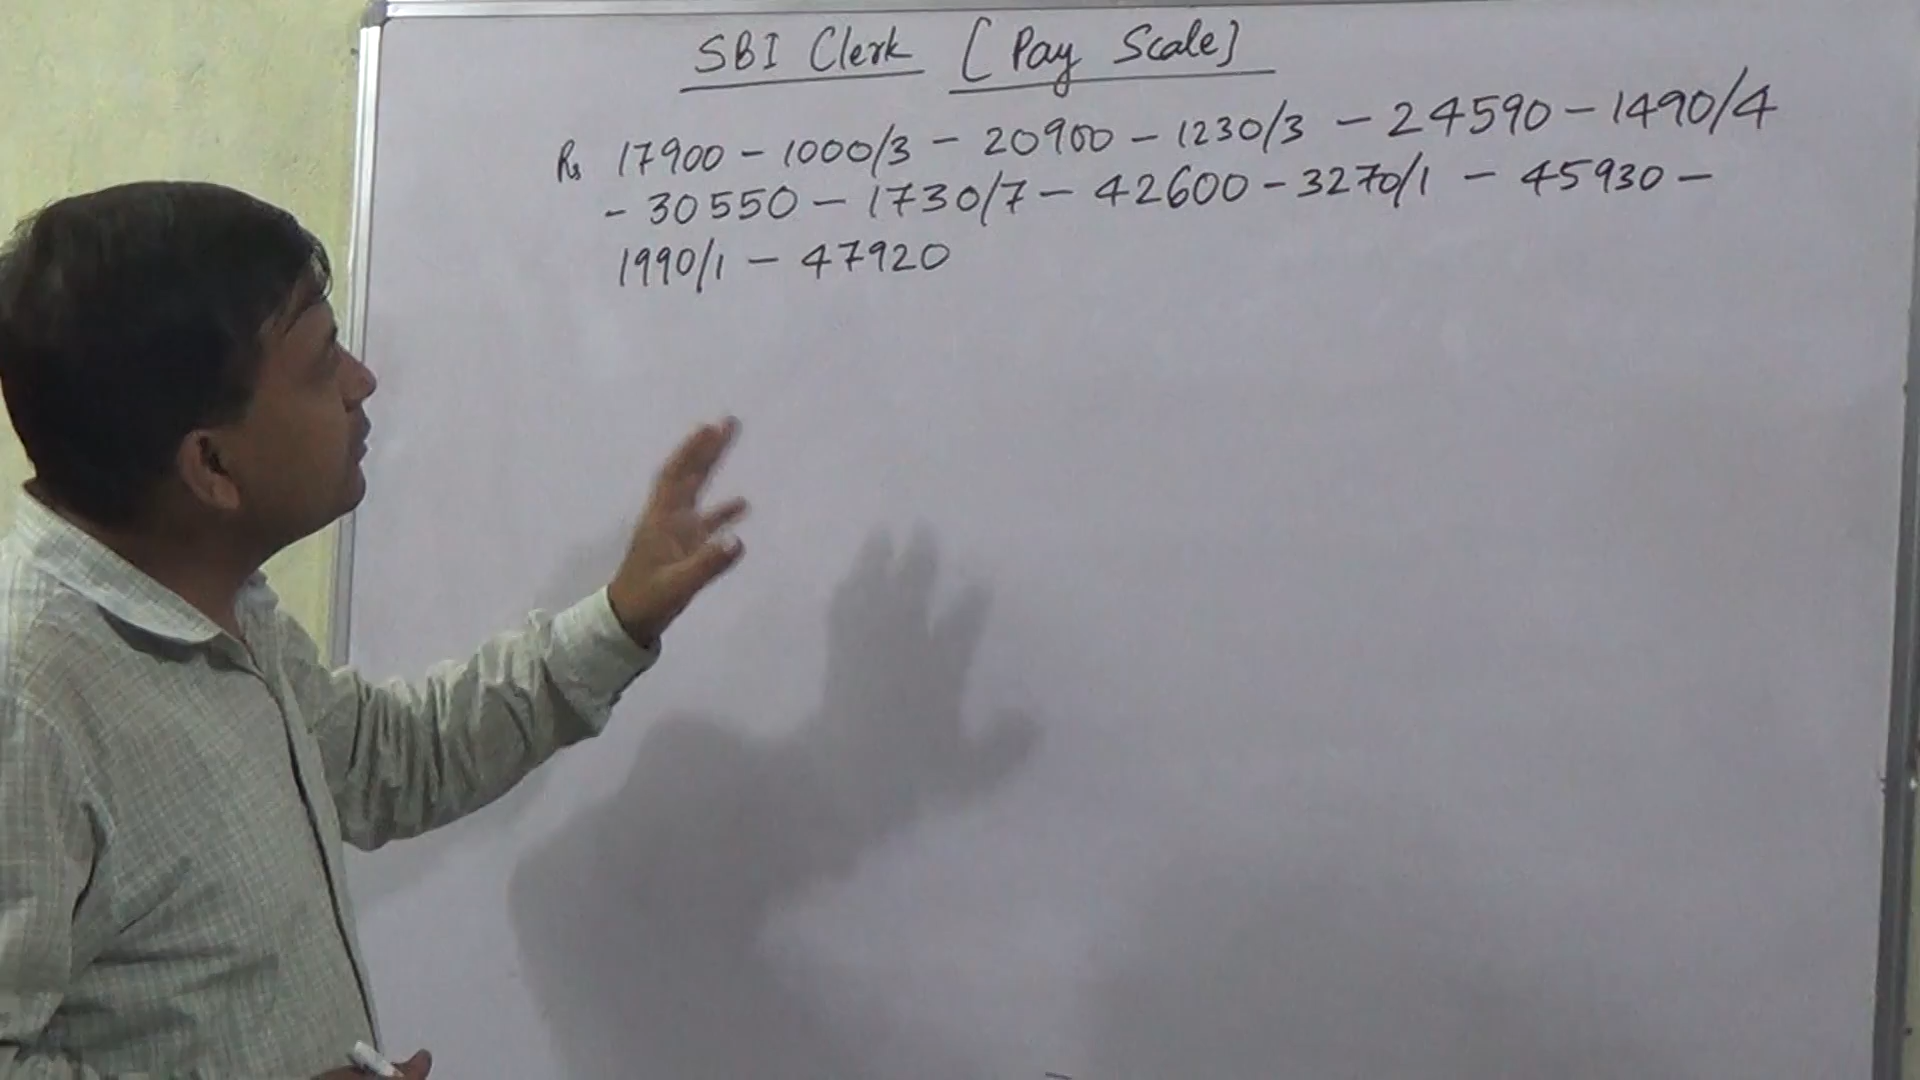 SBI Clerk [Pay Scale]
Rs 17900 - 1000/3 - 20900 - 1230/3 - 24590 - 1490/4
- 30550 - 1730/7 - 42600 - 3270/1 - 45930 -
1990/1 - 47920